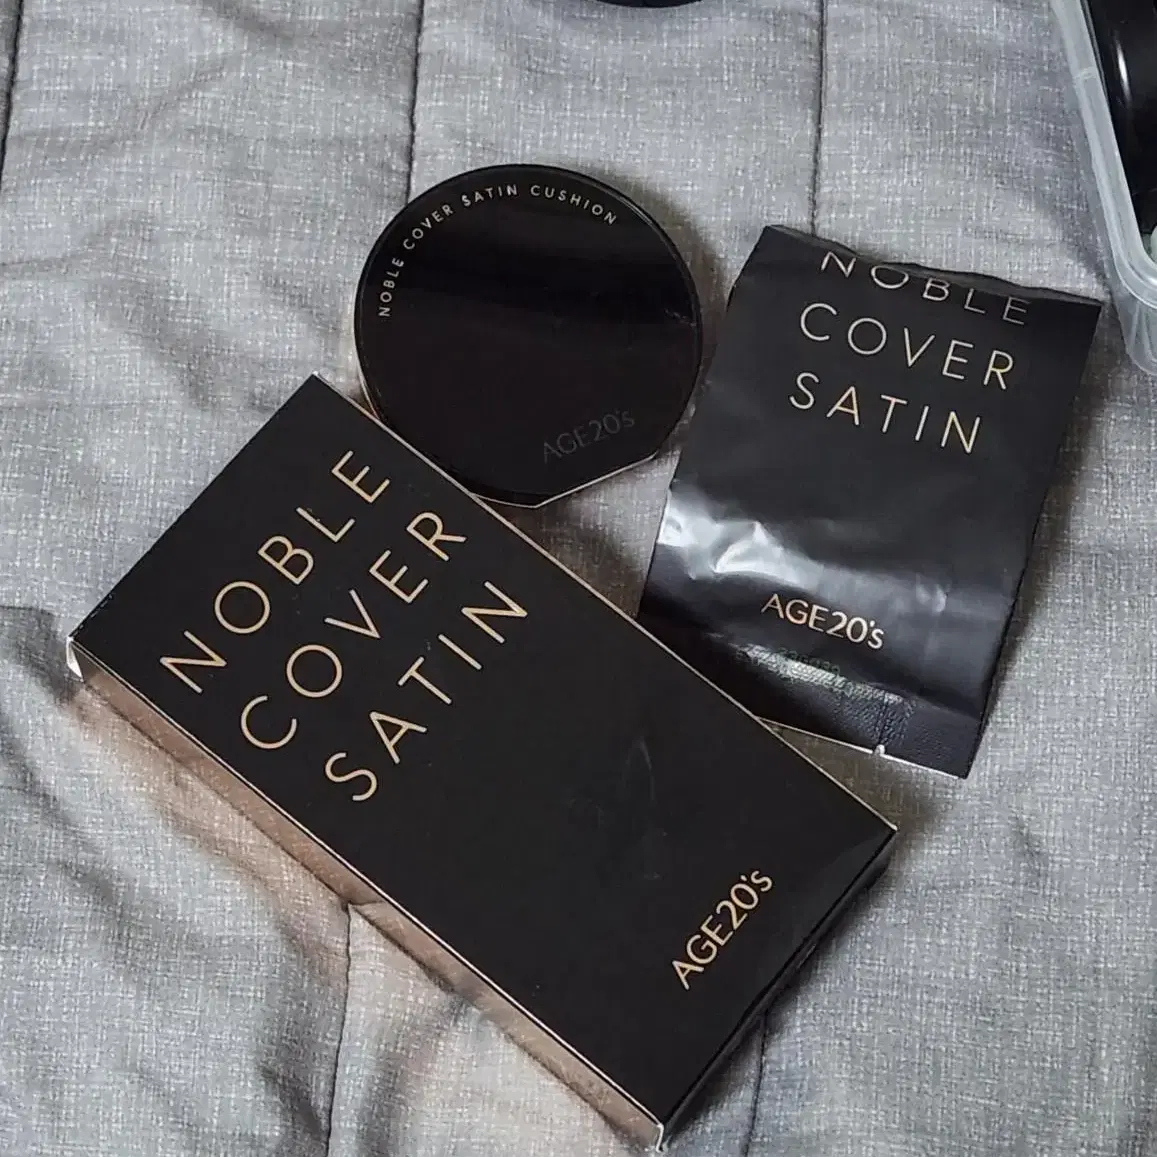 NOBLE COVER SATIN CUSHION
AGE20's
NOBLE
COVER
SATIN
AGE20's
NOBLE
COVER
SATIN
AGE20's